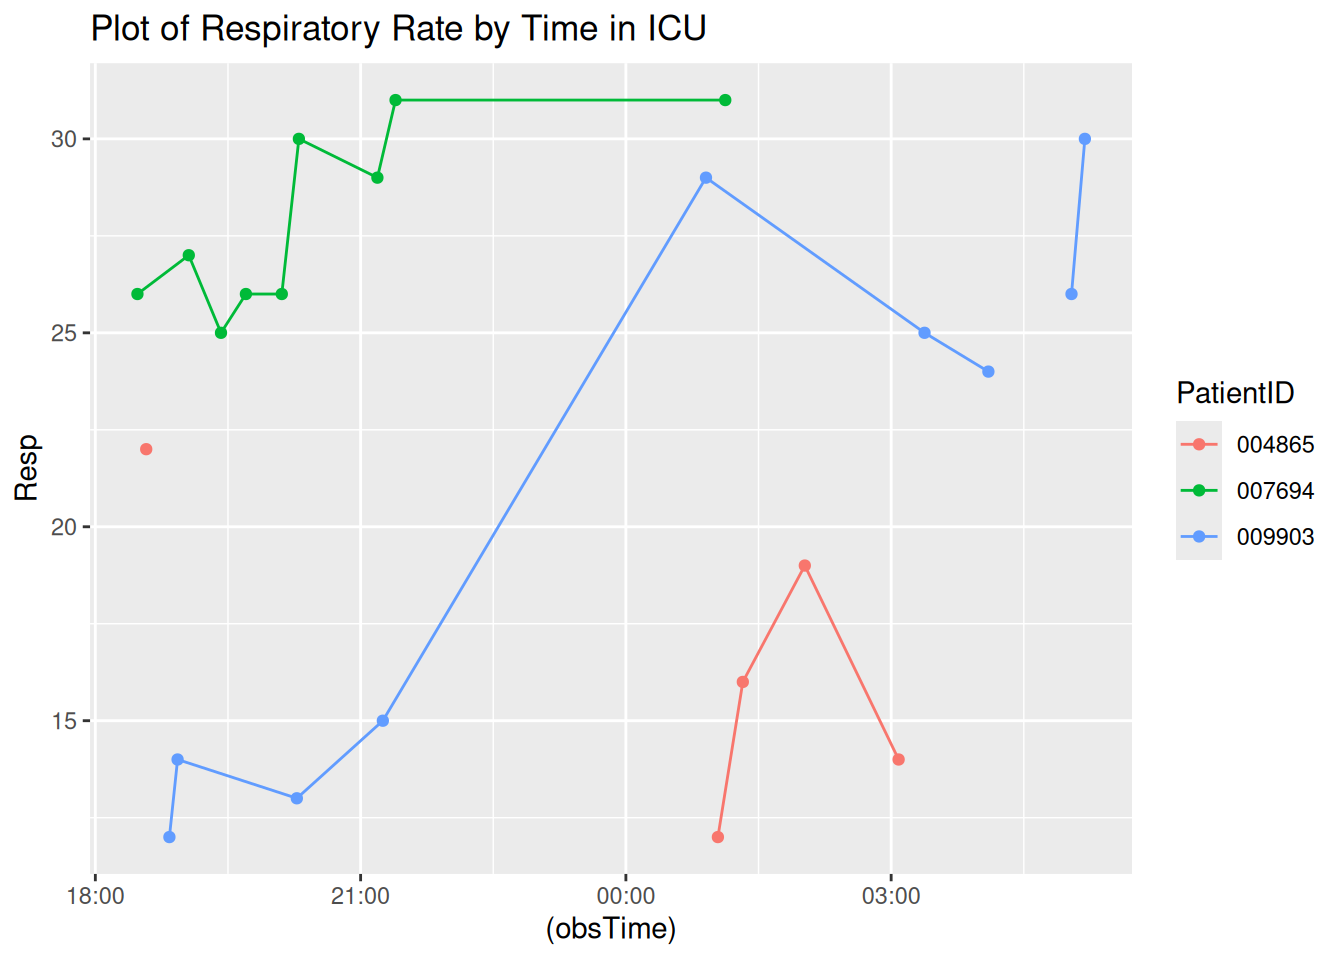 Plot of Respiratory Rate by Time in ICU
30
25
20
15
Resp
18:00 21:00 00:00 03:00
(obsTime)
PatientID
004865
007694
009903